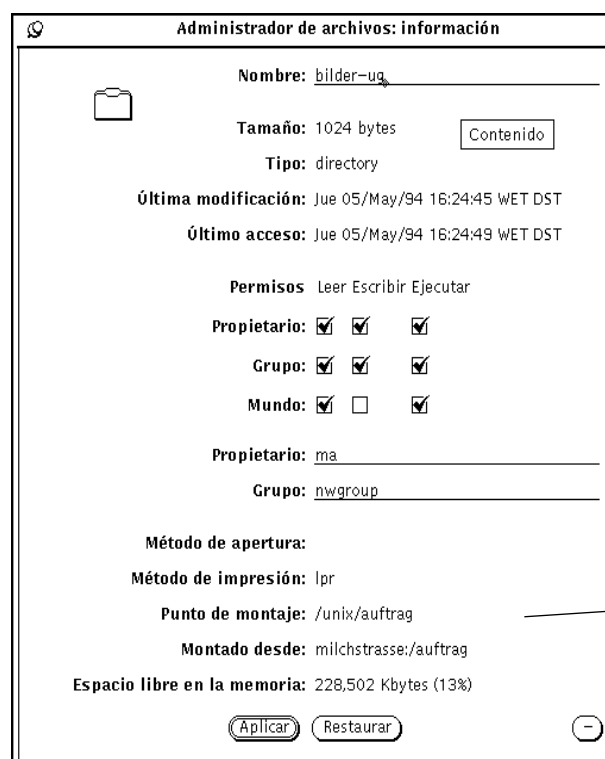 Administrador de archivos: información
Nombre: bilder-ug
Tamaño: 1024 bytes
Contenido
Tipo: directory
Última modificación: Jue 05/May/94 16:24:45 WET DST
Último acceso: Jue 05/May/94 16:24:49 WET DST
Permisos Leer Escribir Ejecutar
Propietario:
Grupo:
Mundo:
Propietario: ma
Grupo: nwgroup
Método de apertura:
Método de impresión: lpr
Punto de montaje: /unix/auftrag
Montado desde: milchstrasse:/auftrag
Espacio libre en la memoria: 228,502 Kbytes (13%)
Aplicar Restaurar −